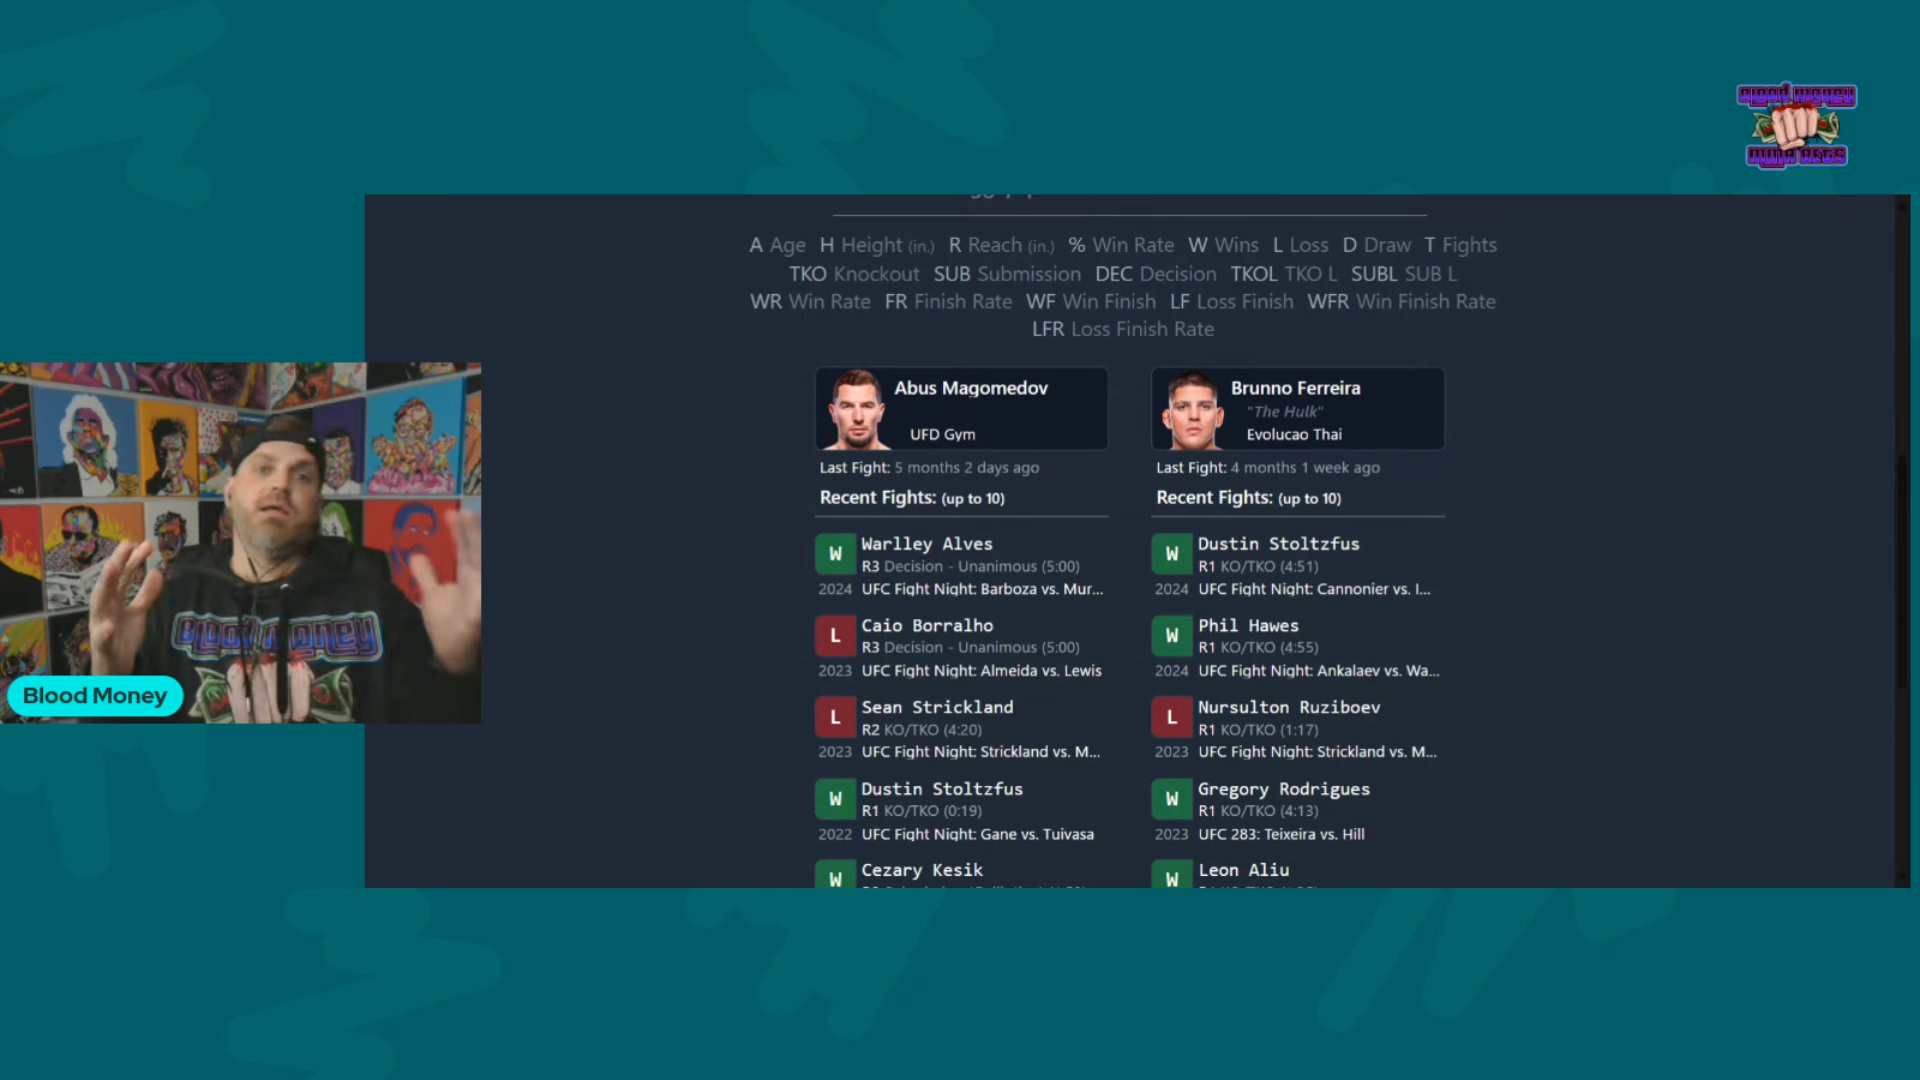 BLOOD MONEY
MMA BETS
A Age H Height (in.) R Reach (in.) % Win Rate W Wins L Loss D Draw T Fights
TKO Knockout SUB Submission DEC Decision TKOL TKO L SUBL SUB L
WR Win Rate FR Finish Rate WF Win Finish LF Loss Finish WFR Win Finish Rate
LFR Loss Finish Rate
Abus Magomedov
UFD Gym
Last Fight: 5 months 2 days ago
Recent Fights: (up to 10)
W Warlley Alves
R3 Decision - Unanimous (5:00)
2024 UFC Fight Night: Barboza vs. Mur...
L Caio Borralho
R3 Decision - Unanimous (5:00)
2023 UFC Fight Night: Almeida vs. Lewis
L Sean Strickland
R2 KO/TKO (4:20)
2023 UFC Fight Night: Strickland vs. M...
W Dustin Stoltzfus
R1 KO/TKO (0:19)
2022 UFC Fight Night: Gane vs. Tuivasa
W Cezary Kesik
Brunno Ferreira
"The Hulk"
Evolucao Thai
Last Fight: 4 months 1 week ago
Recent Fights: (up to 10)
W Dustin Stoltzfus
R1 KO/TKO (4:51)
2024 UFC Fight Night: Cannonier vs. I...
W Phil Hawes
R1 KO/TKO (4:55)
2024 UFC Fight Night: Ankalaev vs. Wa...
L Nursulton Ruziboev
R1 KO/TKO (1:17)
2023 UFC Fight Night: Strickland vs. M...
W Gregory Rodrigues
R1 KO/TKO (4:13)
2023 UFC 283: Teixeira vs. Hill
W Leon Aliu
BLOOD MONEY
Blood Money